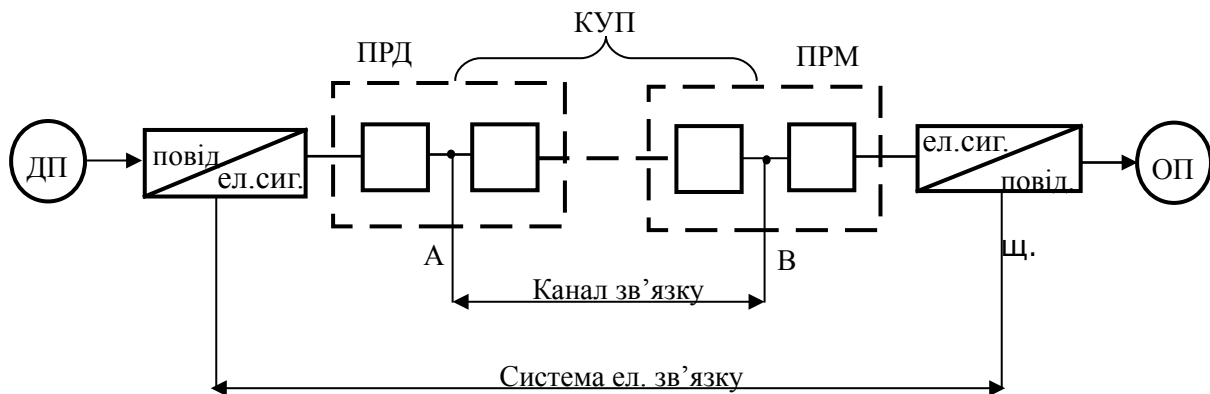 КУП
ПРД
ПРМ
ДП
повід.
ел.сиг.
ел.сиг.
повід.
щ.
ОП
А
В
Канал зв’язку
Система ел. зв’язку